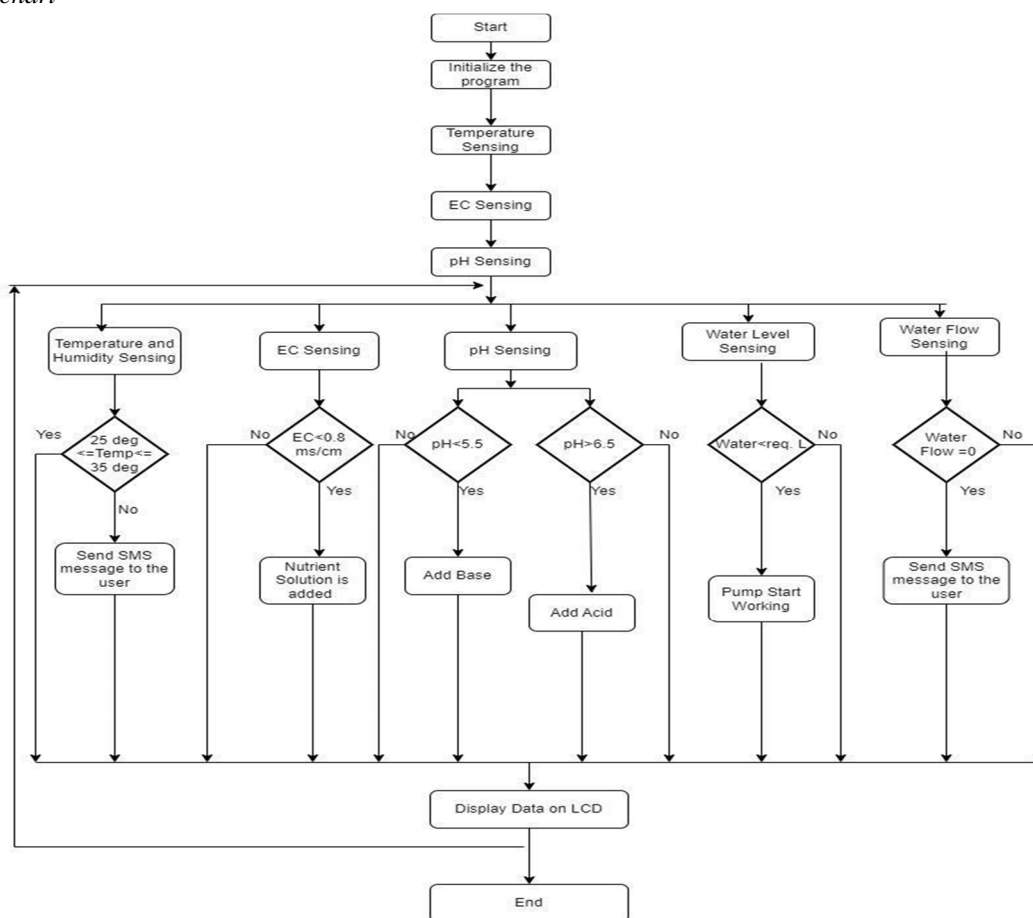 Start
Initialize the
program
Temperature
Sensing
EC Sensing
pH Sensing
Temperature and
Humidity Sensing
EC Sensing
pH Sensing
Water Level
Sensing
Water Flow
Sensing
Yes
25 deg
<=Temp<=
35 deg
No
No
EC<0.8
ms/cm
Yes
No
pH<5.5
Yes
pH>6.5
No
Yes
Water<req. L
No
Yes
Water
Flow =0
No
Yes
Send SMS
message to the
user
Nutrient
Solution is
added
Add Base
Add Acid
Pump Start
Working
Send SMS
message to the
user
Display Data on LCD
End